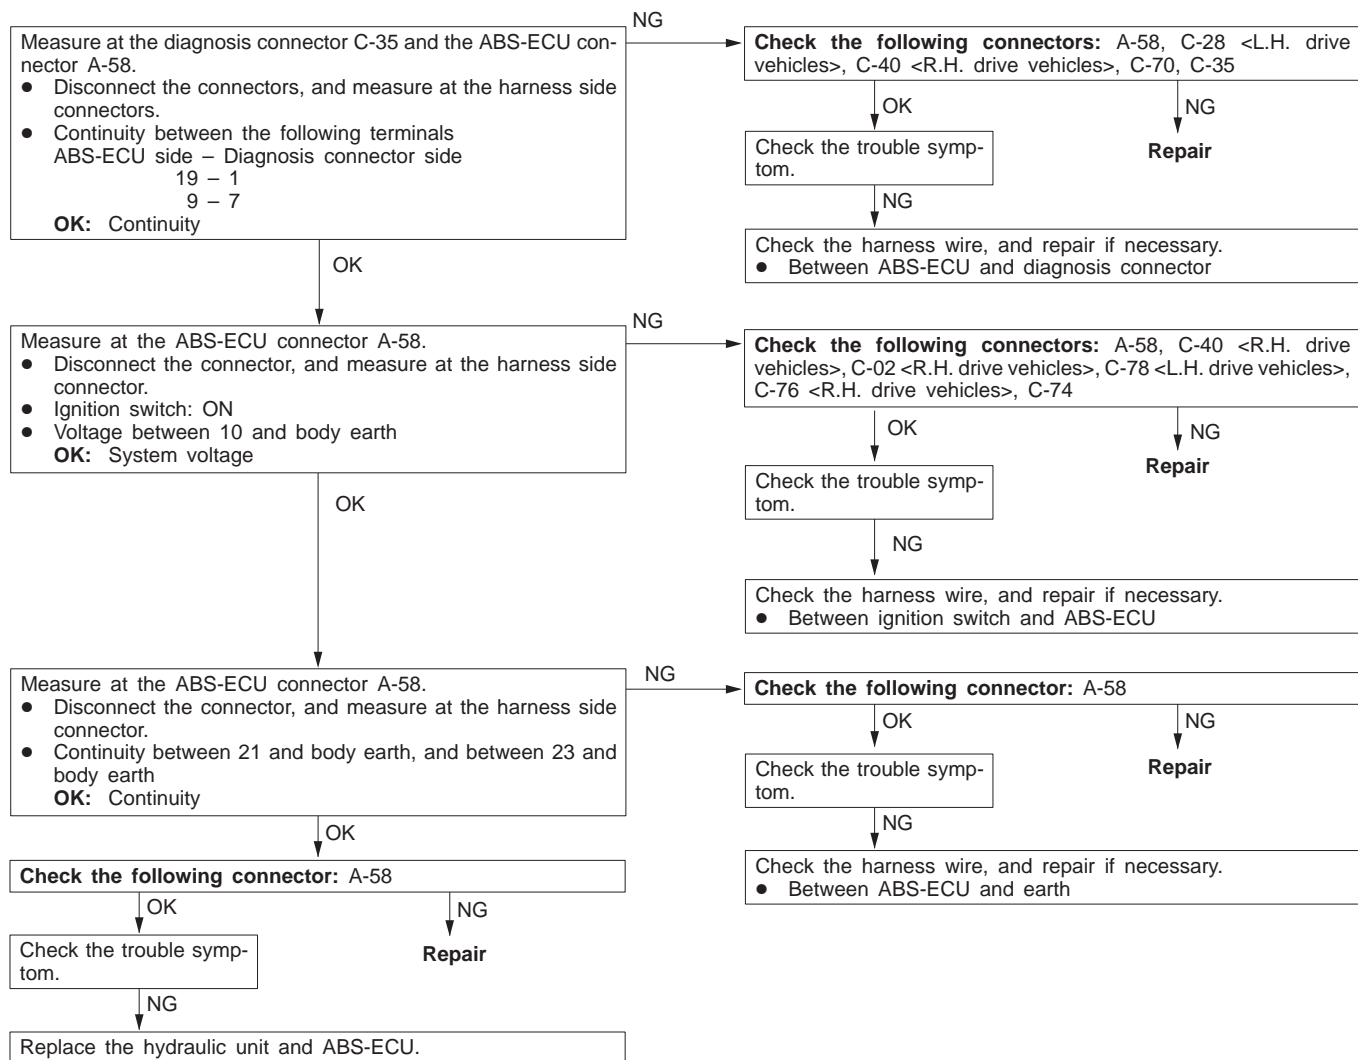 NG
Measure at the diagnosis connector C-35 and the ABS-ECU con-
nector A-58.
● Disconnect the connectors, and measure at the harness side
connectors.
● Continuity between the following terminals
ABS-ECU side – Diagnosis connector side
19 – 1
9 – 7
OK: Continuity
Check the following connectors: A-58, C-28 <L.H. drive
vehicles>, C-40 <R.H. drive vehicles>, C-70, C-35
OK
NG
Check the trouble symp-
tom.
Repair
NG
Check the harness wire, and repair if necessary.
● Between ABS-ECU and diagnosis connector
OK
NG
Measure at the ABS-ECU connector A-58.
● Disconnect the connector, and measure at the harness side
connector.
● Ignition switch: ON
● Voltage between 10 and body earth
OK: System voltage
Check the following connectors: A-58, C-40 <R.H. drive
vehicles>, C-02 <R.H. drive vehicles>, C-78 <L.H. drive vehicles>,
C-76 <R.H. drive vehicles>, C-74
OK
NG
Repair
Check the trouble symp-
tom.
NG
Check the harness wire, and repair if necessary.
● Between ignition switch and ABS-ECU
OK
NG
Measure at the ABS-ECU connector A-58.
● Disconnect the connector, and measure at the harness side
connector.
● Continuity between 21 and body earth, and between 23 and
body earth
OK: Continuity
Check the following connector: A-58
OK
NG
Check the trouble symp-
tom.
Repair
NG
Check the harness wire, and repair if necessary.
● Between ABS-ECU and earth
OK
Check the following connector: A-58
OK
NG
Check the trouble symp-
tom.
Repair
NG
Replace the hydraulic unit and ABS-ECU.